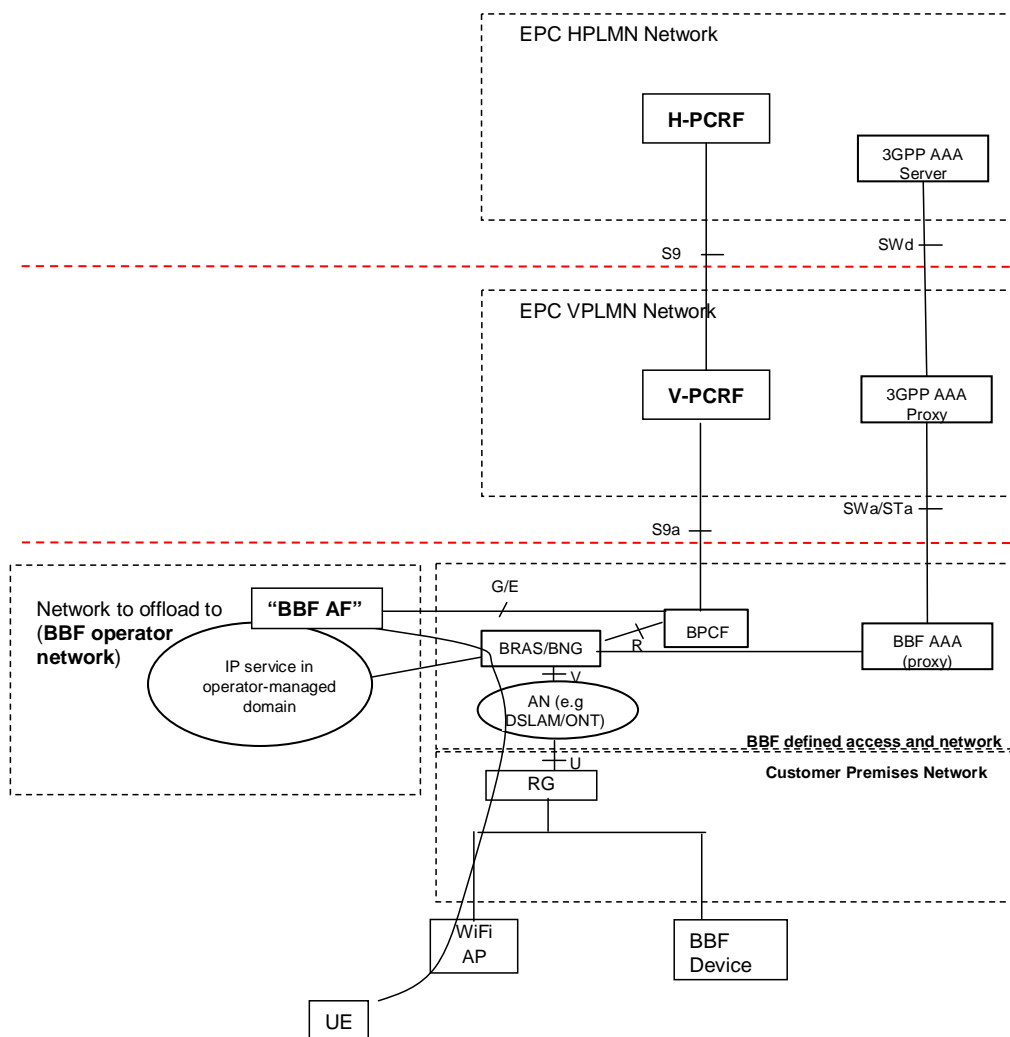 EPC HPLMN Network
H-PCRF
3GPP AAA
Server
S9
SWd
EPC VPLMN Network
V-PCRF
3GPP AAA
Proxy
SWa/STa
S9a
Network to offload to
(BBF operator
network)
“BBF AF”
G/E
BPCF
R
BRAS/BNG
BBF AAA
(proxy)
IP service in
operator-managed
domain
V
AN (e.g
DSLAM/ONT)
BBF defined access and network
U
Customer Premises Network
RG
WiFi
AP
BBF
Device
UE